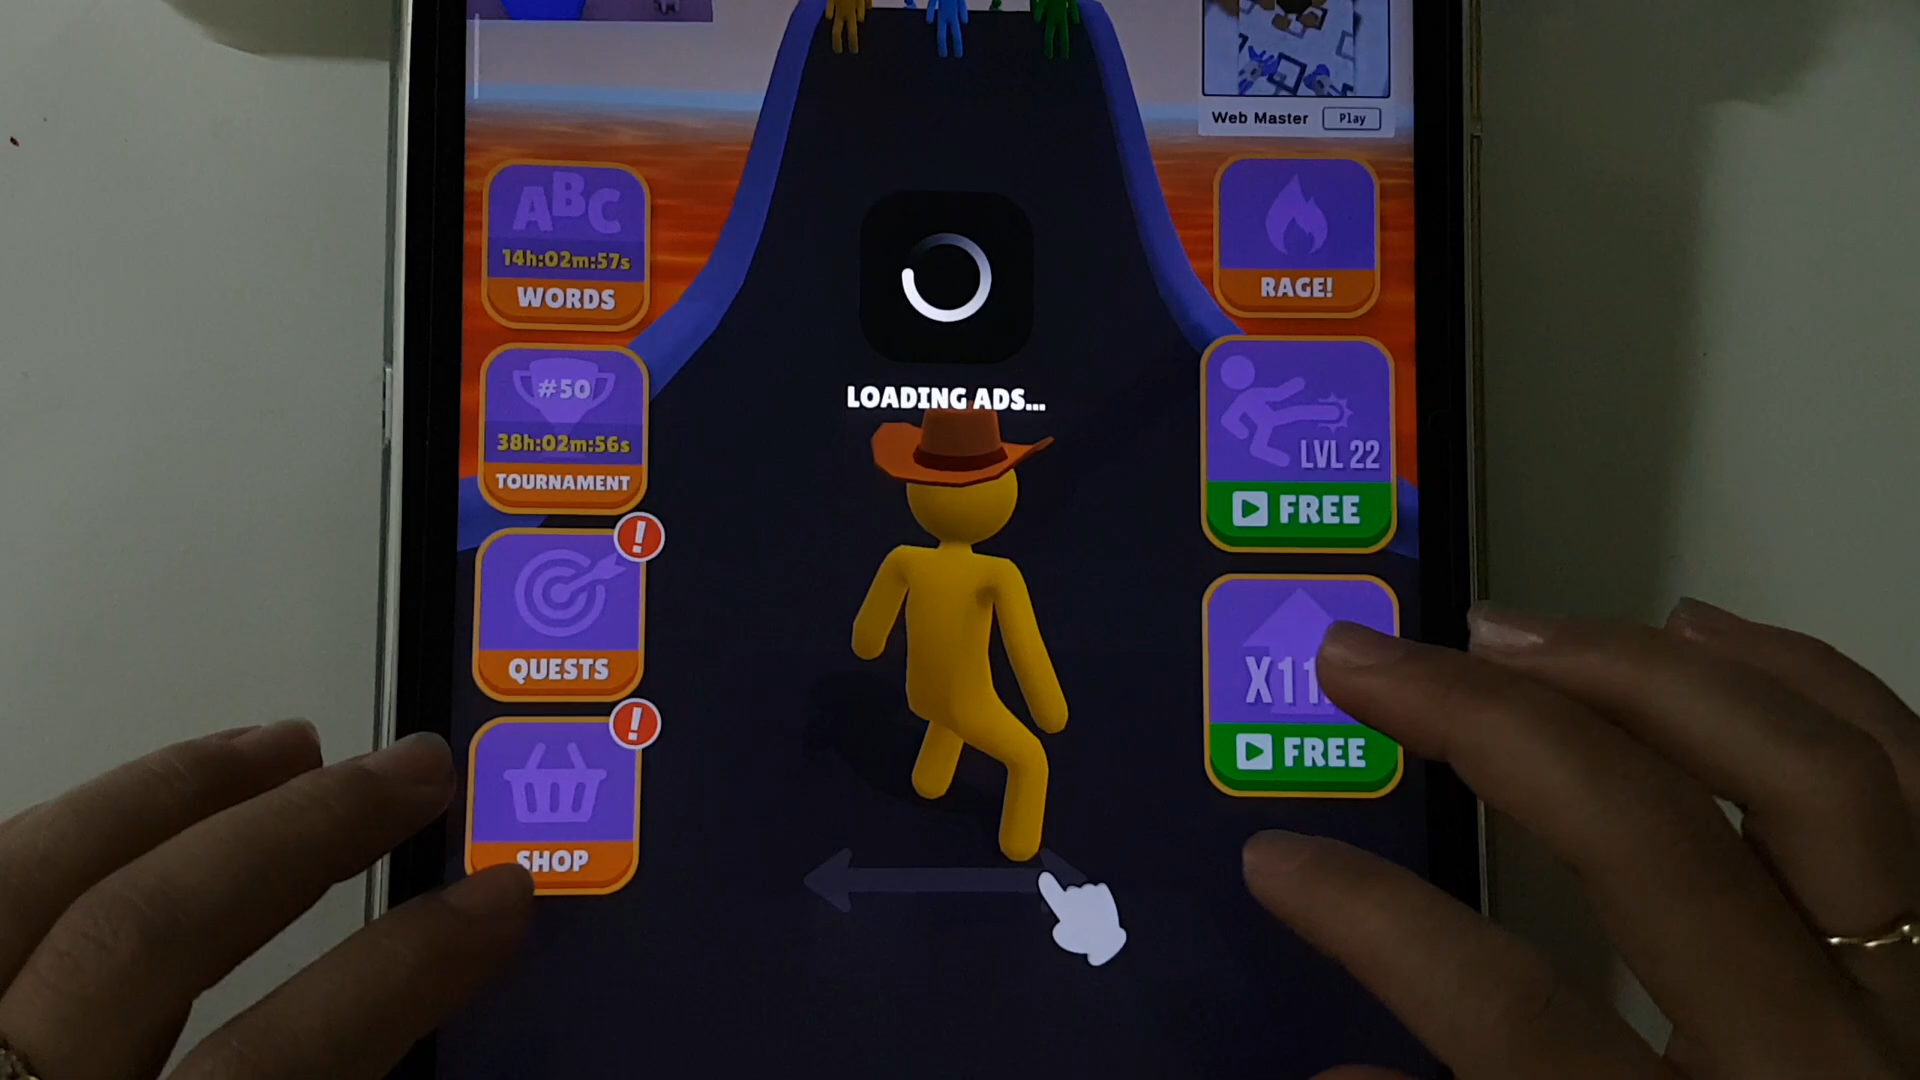 Web Master Play
ABC
14h:02m:57s
WORDS
RAGE!
LOADING ADS...
#50
38h:02m:56s
TOURNAMENT
LVL 22
FREE
QUESTS
FREE
SHOP